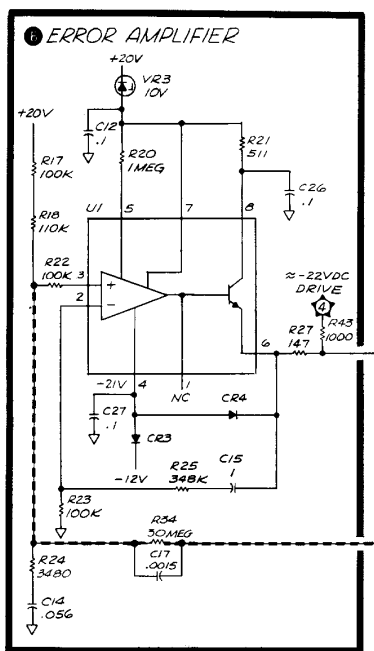 6 ERROR AMPLIFIER
+20V
VR3
10V
+20V
C12
.1
R20
1MEG
R21
511
R17
100K
C26
.1
R18
110K
U1
5
7
8
R22
100K
3
+
2
-
≈-22VDC
DRIVE
4
R43
1000
R27
147
6
-21V
4
1
NC
C27
.1
CR4
CR3
-12V
R25
348K
C15
1
R23
100K
R34
30MEG
C17
.0015
R24
3480
C14
.056